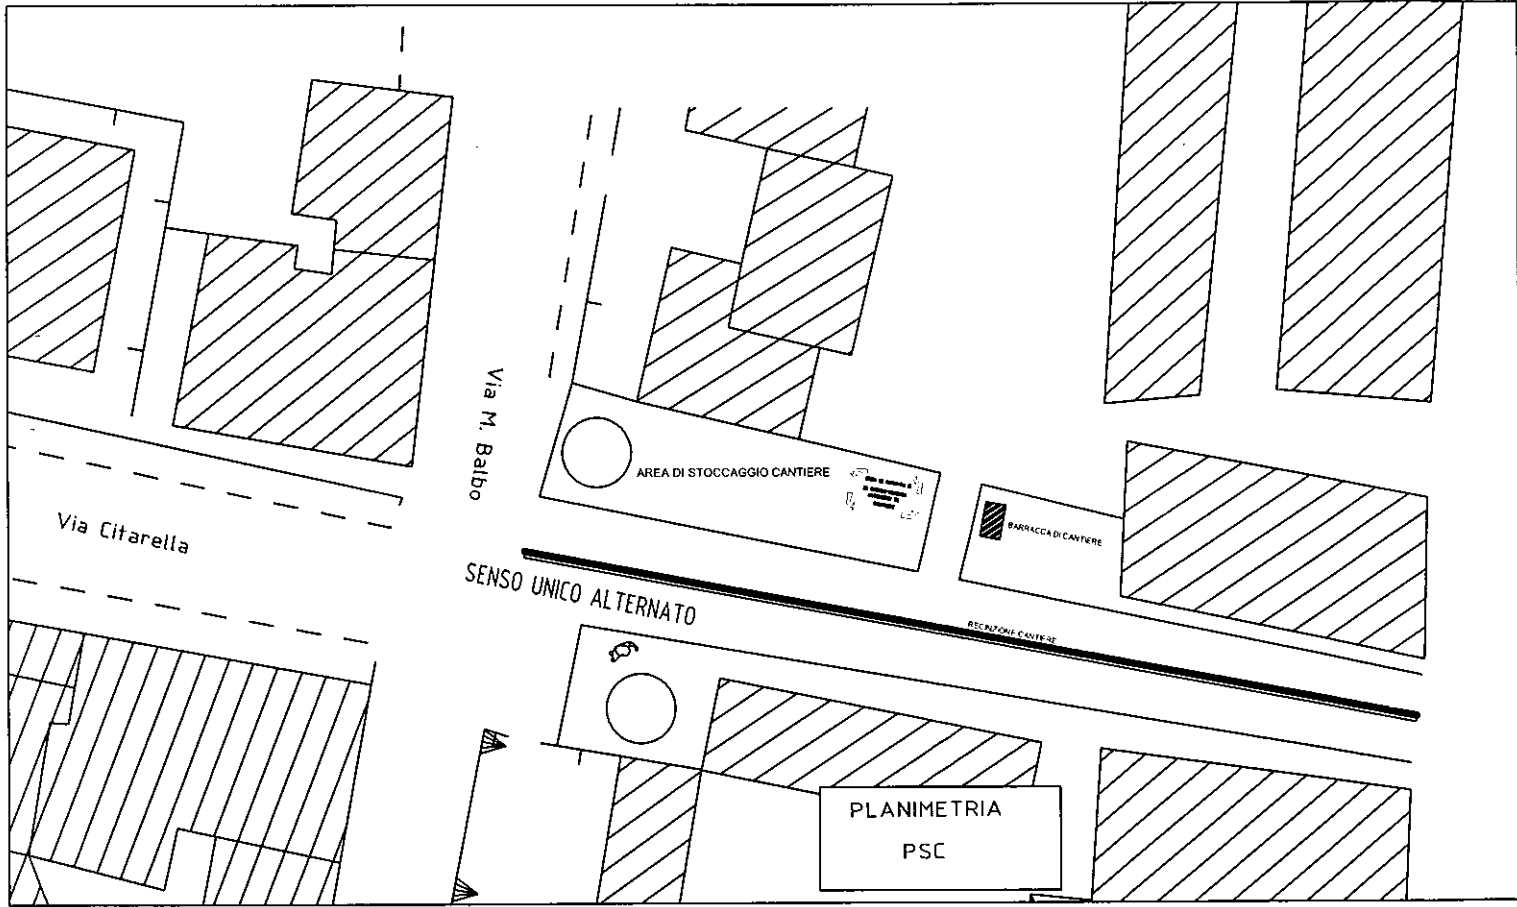 Via M. Balbo
AREA DI STOCCAGGIO CANTIERE
BARRACCA DI CANTIERE
Via Citarella
SENSO UNICO ALTERNATO
RECINZIONE CANTIERE
PLANIMETRIA
PSC